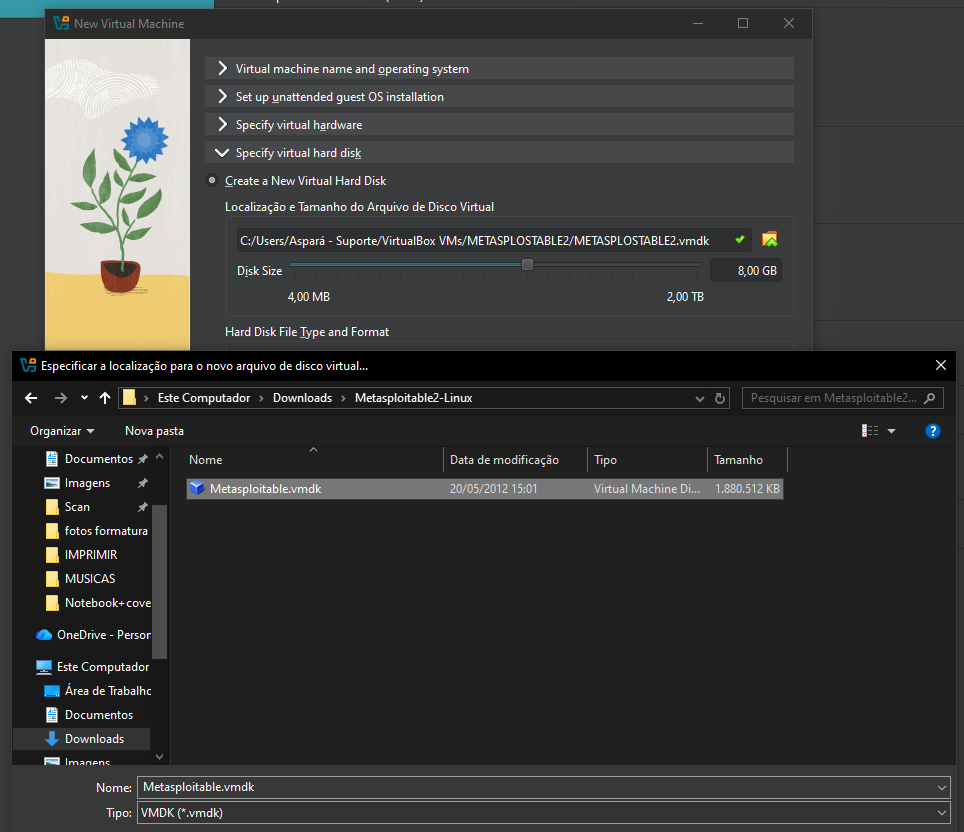 New Virtual Machine
Virtual machine name and operating system
Set up unattended guest OS installation
Specify virtual hardware
Specify virtual hard disk
Create a New Virtual Hard Disk
Localização e Tamanho do Arquivo de Disco Virtual
C:/Users/Aspará - Suporte/VirtualBox VMs/METASPLOSTABLE2/METASPLOSTABLE2.vmdk
Disk Size
8,00 GB
4,00 MB
2,00 TB
Hard Disk File Type and Format
Especificar a localização para o novo arquivo de disco virtual...
Este Computador > Downloads > Metasploitable2-Linux
Pesquisar em Metasploitable2...
Organizar
Nova pasta
?
Documentos
Imagens
Scan
fotos formatura
IMPRIMIR
MUSICAS
Notebook+cove
OneDrive - Person
Este Computador
Área de Trabalho
Documentos
Downloads
Imagens
Nome
Data de modificação
Tipo
Tamanho
Metasploitable.vmdk
20/05/2012 15:01
Virtual Machine Di...
1.880.512 KB
Nome: Metasploitable.vmdk
Tipo: VMDK (*.vmdk)